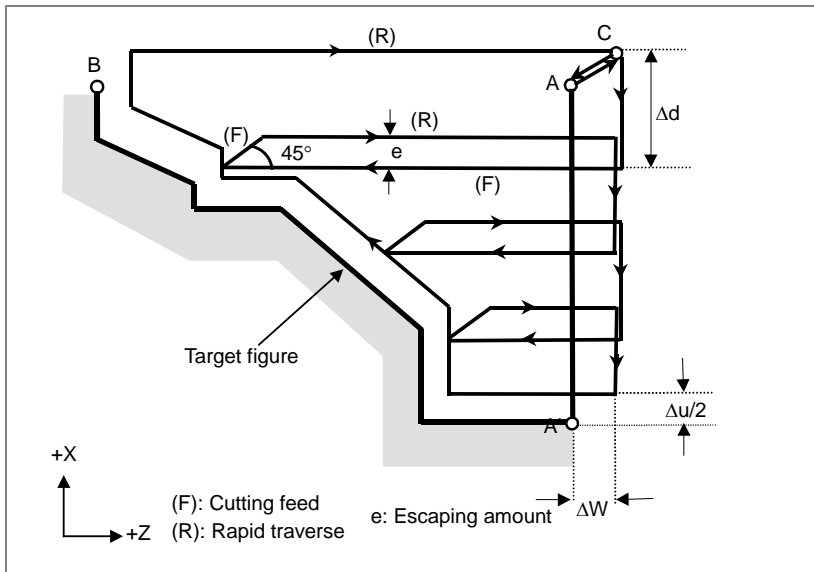 (R)
C
B
A
Δd
(F)
(R)
45°
e
(F)
Target figure
Δu/2
A'
+X
ΔW
(F): Cutting feed
e: Escaping amount
+Z
(R): Rapid traverse